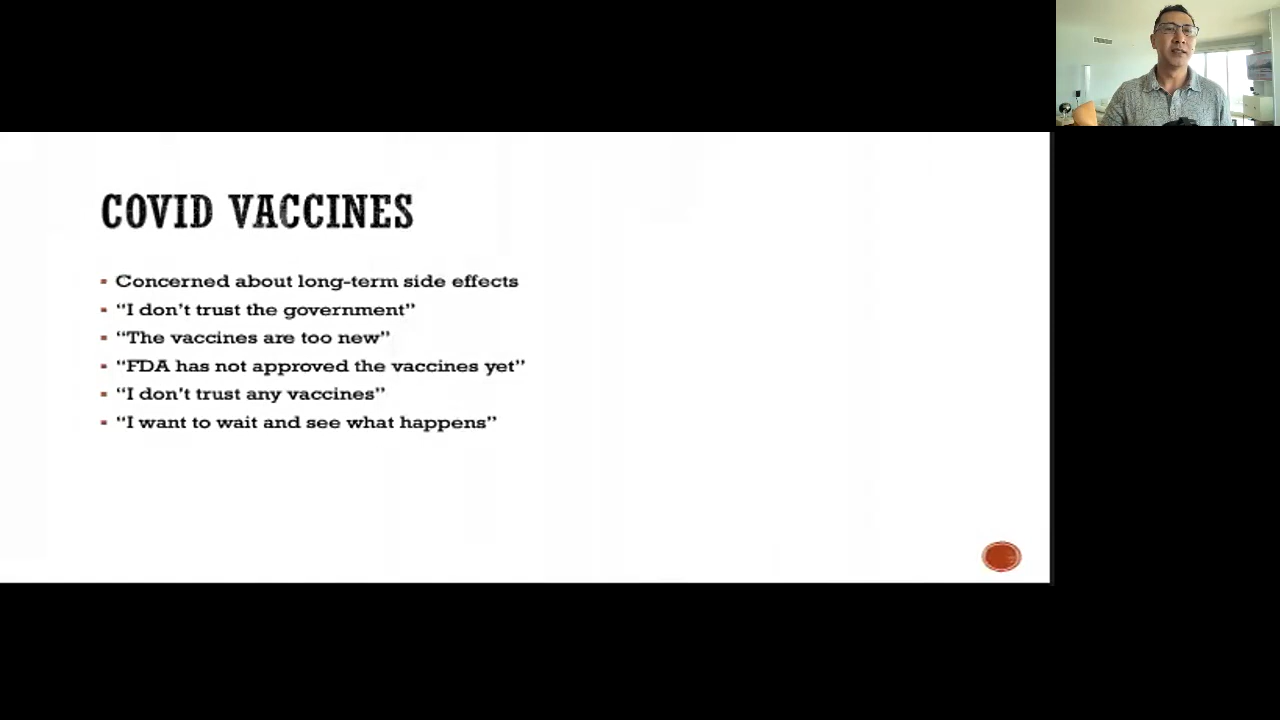 COVID VACCINES
▪ Concerned about long-term side effects
▪ “I don’t trust the government”
▪ “The vaccines are too new”
▪ “FDA has not approved the vaccines yet”
▪ “I don’t trust any vaccines”
▪ “I want to wait and see what happens”